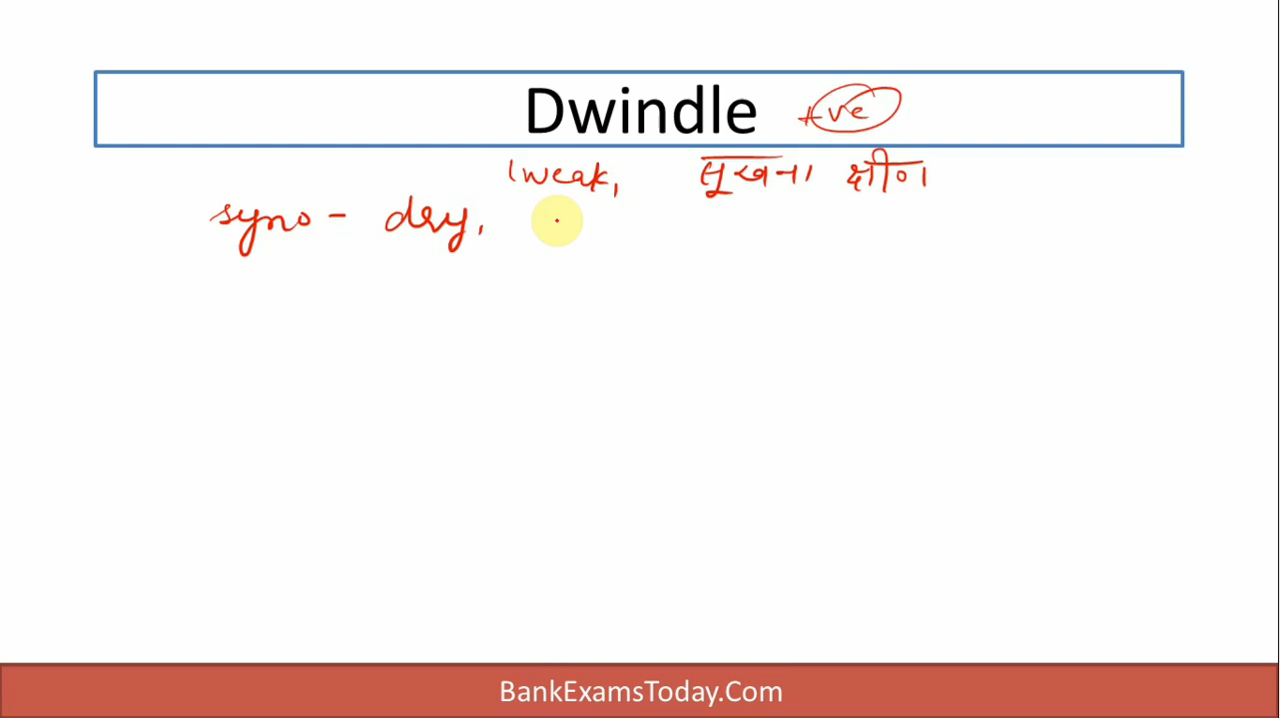 Dwindle +ve
(weak, सूखना क्षीण
syno - dry,
BankExamsToday.Com